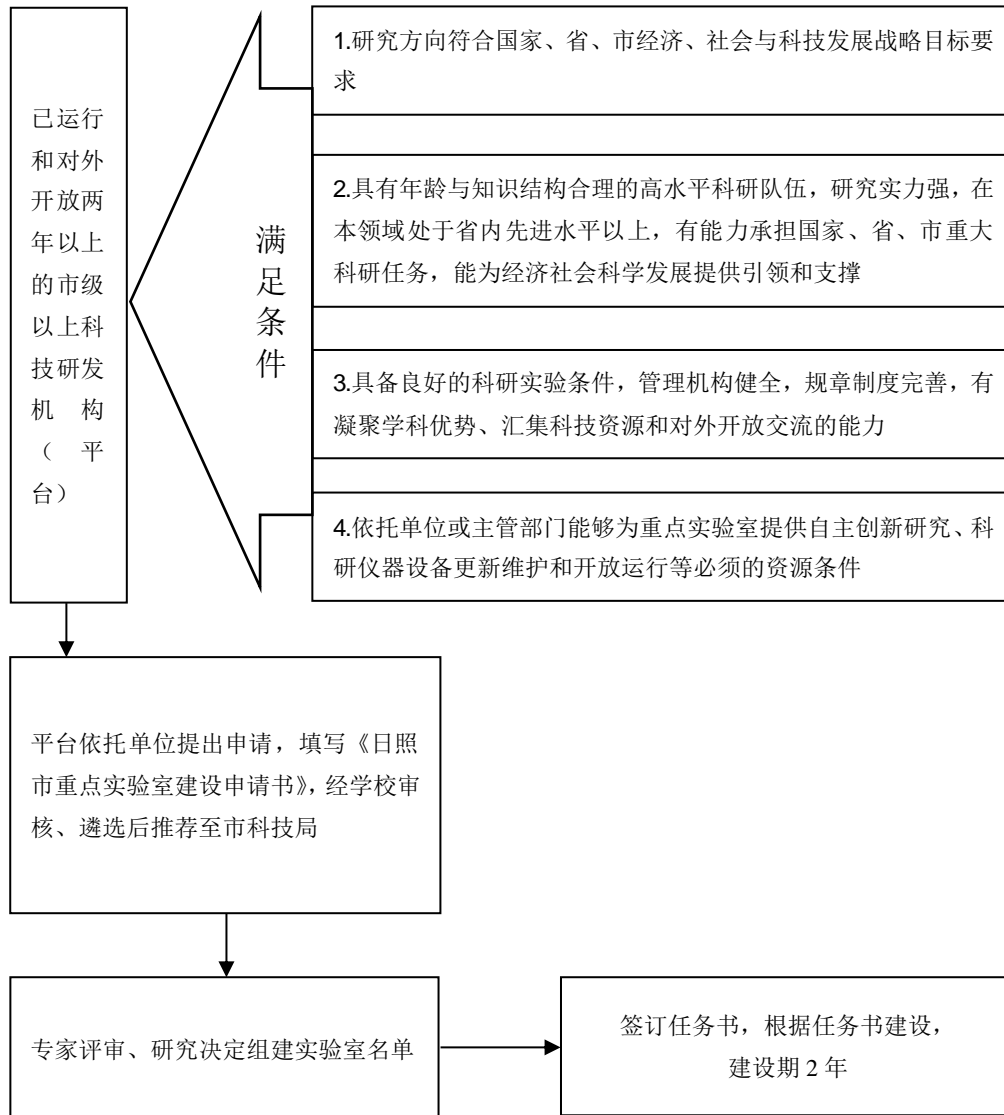 已运行
和对外
开放两
年以上
的市级
以上科
技研发
机构
（平
台）
满
足
条
件
1.研究方向符合国家、省、市经济、社会与科技发展战略目标要
求
2.具有年龄与知识结构合理的高水平科研队伍，研究实力强，在
本领域处于省内先进水平以上，有能力承担国家、省、市重大
科研任务，能为经济社会科学发展提供引领和支撑
3.具备良好的科研实验条件，管理机构健全，规章制度完善，有
凝聚学科优势、汇集科技资源和对外开放交流的能力
4.依托单位或主管部门能够为重点实验室提供自主创新研究、科
研仪器设备更新维护和开放运行等必须的资源条件
平台依托单位提出申请，填写《日照
市重点实验室建设申请书》，经学校审
核、遴选后推荐至市科技局
专家评审、研究决定组建实验室名单
签订任务书，根据任务书建设，
建设期 2 年